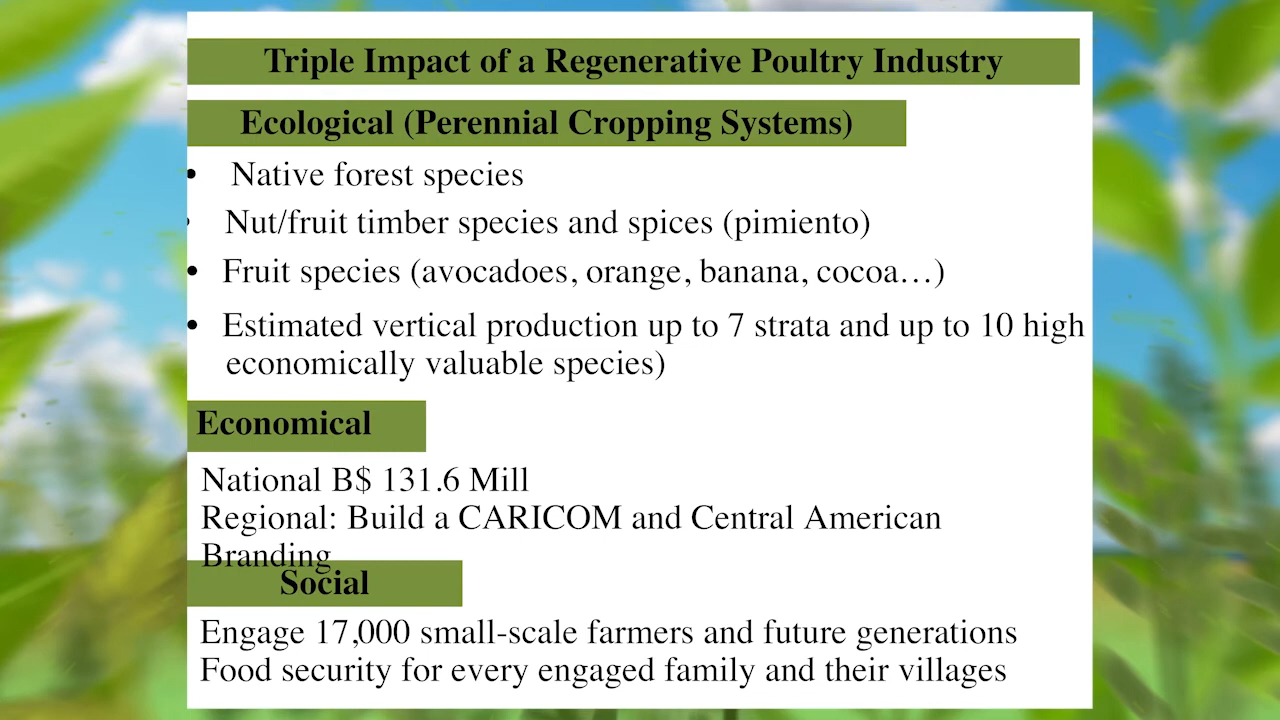 Triple Impact of a Regenerative Poultry Industry
Ecological (Perennial Cropping Systems)
• Native forest species
• Nut/fruit timber species and spices (pimiento)
• Fruit species (avocadoes, orange, banana, cocoa…)
• Estimated vertical production up to 7 strata and up to 10 high
economically valuable species)
Economical
National B$ 131.6 Mill
Regional: Build a CARICOM and Central American
Branding
Social
Engage 17,000 small-scale farmers and future generations
Food security for every engaged family and their villages